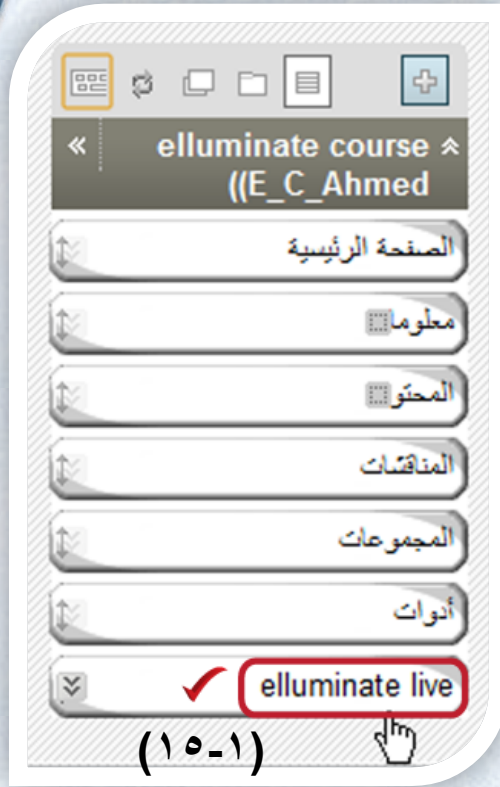 elluminate course
((E_C_Ahmed
الصفحة الرئيسية
معلوما
المحتو
المناقشات
المجموعات
أدوات
elluminate live
(١-١٥)